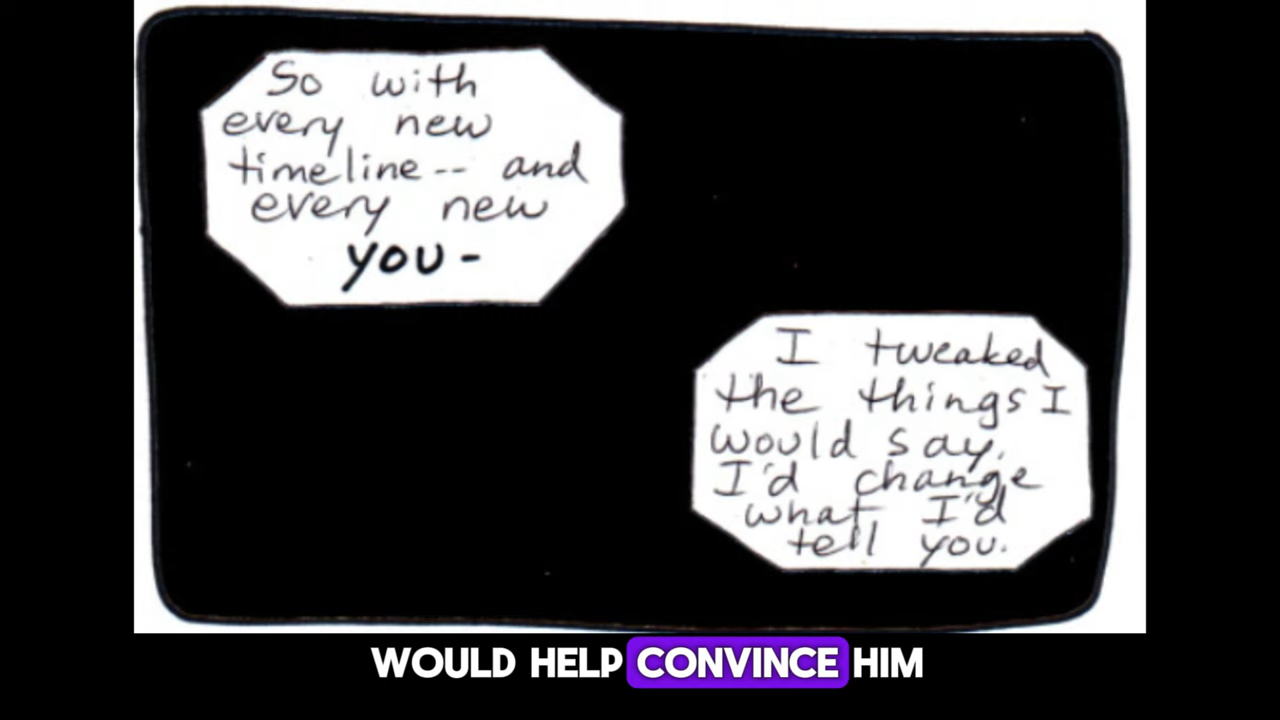 So with
every new
timeline-- and
every new
you-
I tweaked
the things I
would say.
I'd change
what I'd
tell you.
WOULD HELP CONVINCE HIM